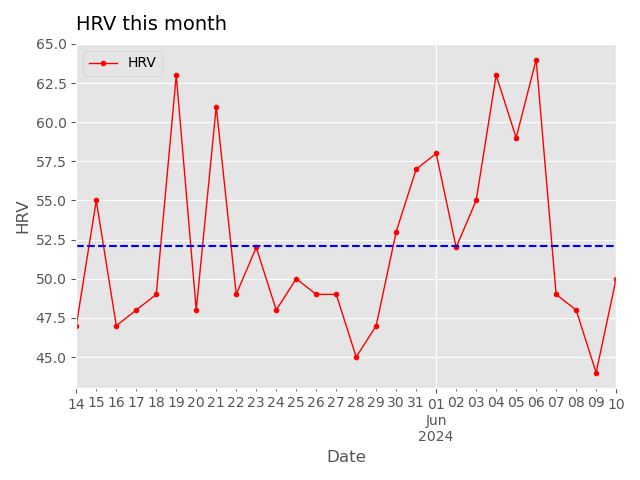 HRV this month
HRV
65.0
62.5
60.0
57.5
55.0
52.5
50.0
47.5
45.0
HRV
14 15 16 17 18 19 20 21 22 23 24 25 26 27 28 29 30 31 01 02 03 04 05 06 07 08 09 10
Jun
2024
Date